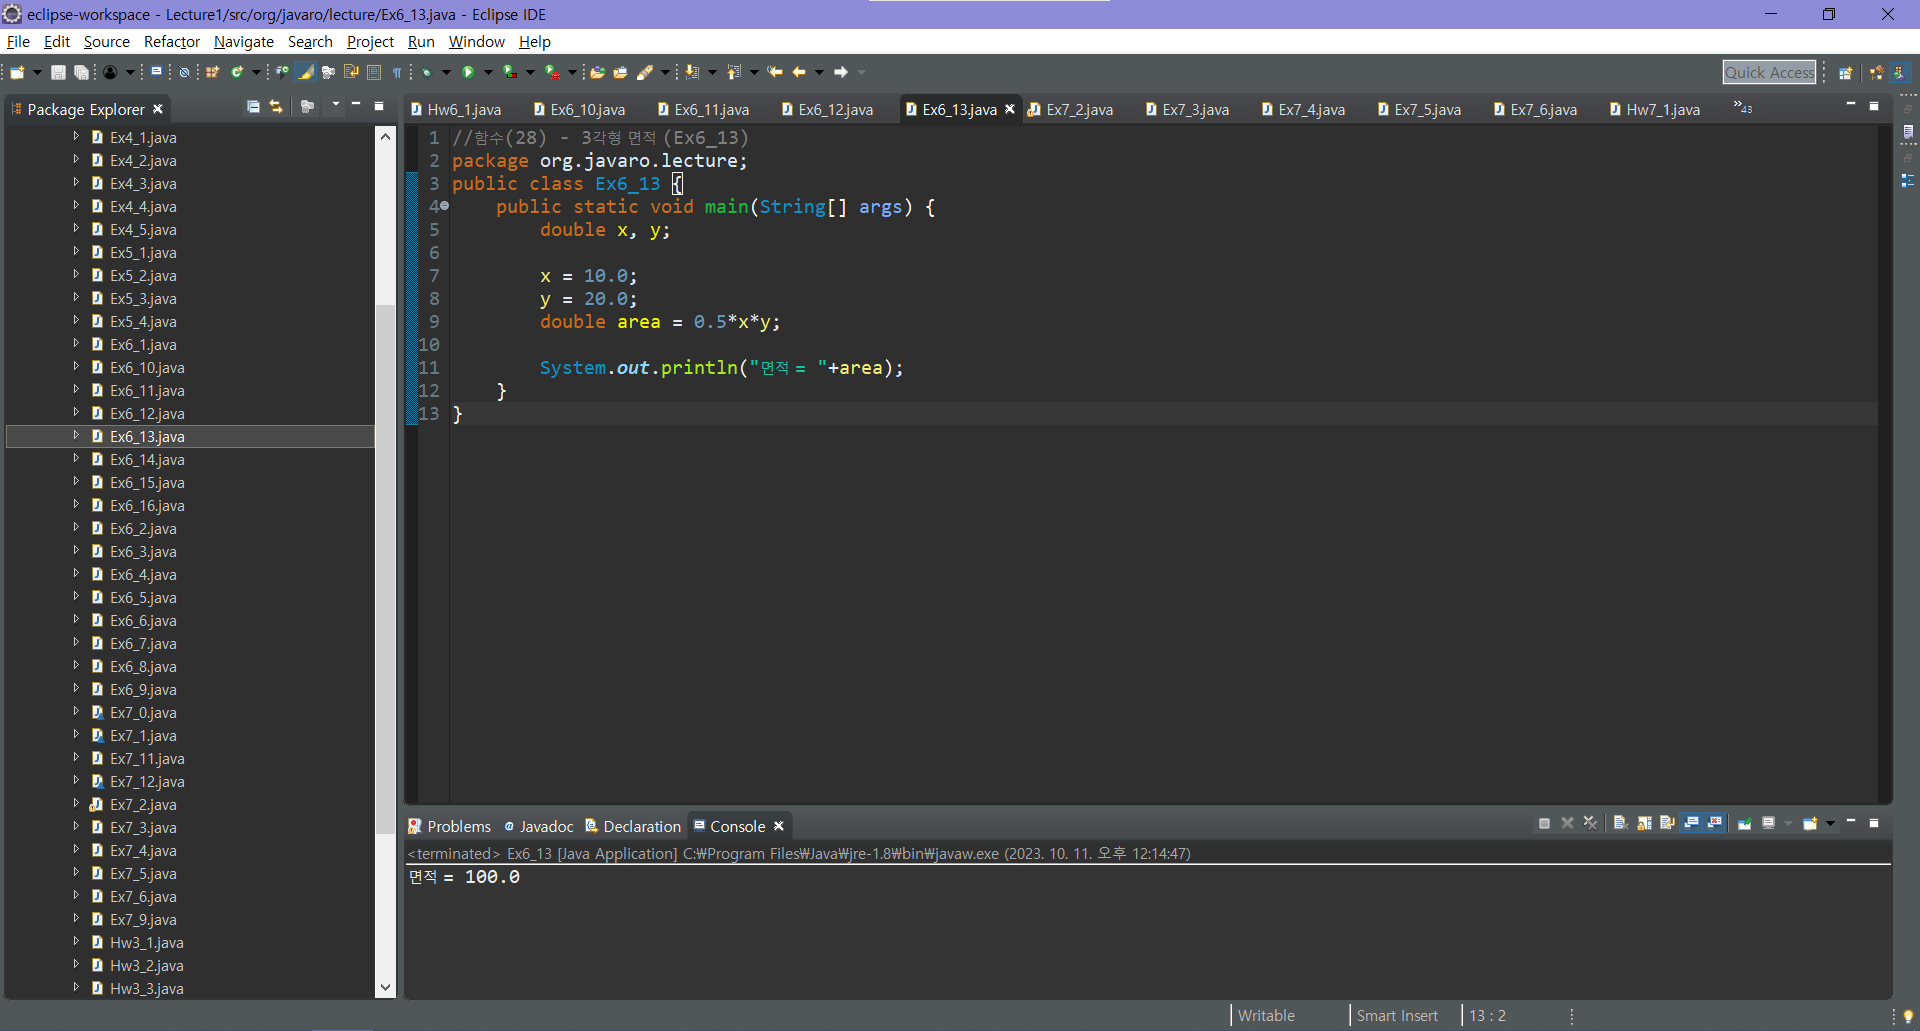 eclipse-workspace - Lecture1/src/org/javaro/lecture/Ex6_13.java - Eclipse IDE
File Edit Source Refactor Navigate Search Project Run Window Help
Quick Access
Package Explorer
Ex4_1.java
Ex4_2.java
Ex4_3.java
Ex4_4.java
Ex4_5.java
Ex5_1.java
Ex5_2.java
Ex5_3.java
Ex5_4.java
Ex6_1.java
Ex6_10.java
Ex6_11.java
Ex6_12.java
Ex6_13.java
Ex6_14.java
Ex6_15.java
Ex6_16.java
Ex6_2.java
Ex6_3.java
Ex6_4.java
Ex6_5.java
Ex6_6.java
Ex6_7.java
Ex6_8.java
Ex6_9.java
Ex7_0.java
Ex7_1.java
Ex7_11.java
Ex7_12.java
Ex7_2.java
Ex7_3.java
Ex7_4.java
Ex7_5.java
Ex7_6.java
Ex7_9.java
Hw3_1.java
Hw3_2.java
Hw3_3.java
Hw6_1.java Ex6_10.java Ex6_11.java Ex6_12.java Ex6_13.java Ex7_2.java Ex7_3.java Ex7_4.java Ex7_5.java Ex7_6.java Hw7_1.java »43
1 //함수(28) - 3각형 면적 (Ex6_13)
2 package org.javaro.lecture;
3 public class Ex6_13 {
4 public static void main(String[] args) {
5 double x, y;
6
7 x = 10.0;
8 y = 20.0;
9 double area = 0.5*x*y;
10
11 System.out.println("면적 = "+area);
12 }
13 }
Problems Javadoc Declaration Console
<terminated> Ex6_13 [Java Application] C:₩Program Files₩Java₩jre-1.8₩bin₩javaw.exe (2023. 10. 11. 오후 12:14:47)
면적 = 100.0
Writable Smart Insert 13 : 2